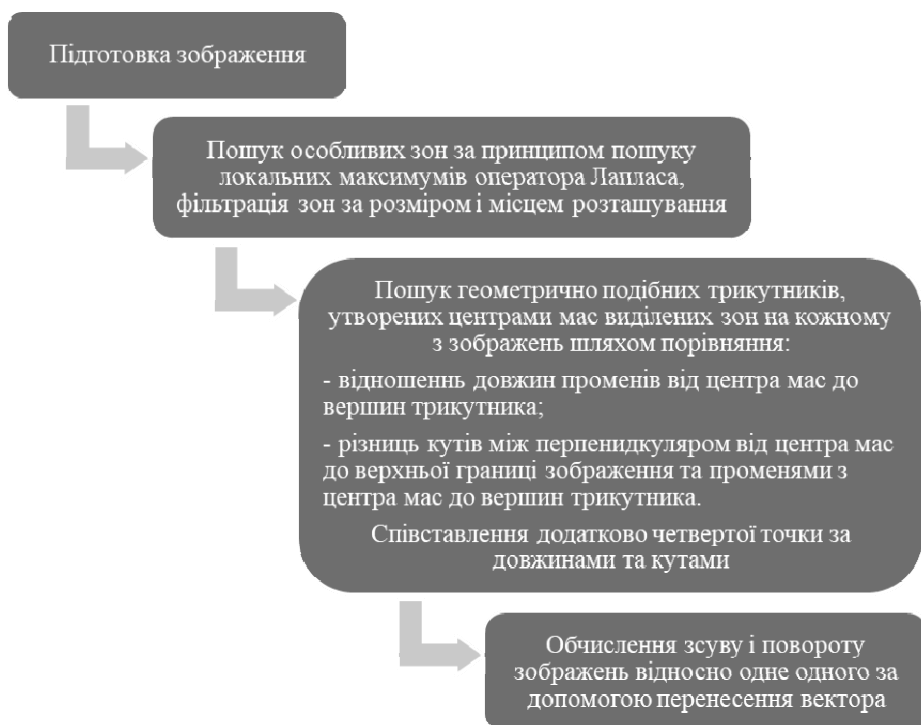 Підготовка зображення
Пошук особливих зон за принципом пошуку
локальних максимумів оператора Лапласа,
фільтрація зон за розміром і місцем розташування
Пошук геометрично подібних трикутників,
утворених центрами мас виділених зон на кожному
з зображень шляхом порівняння:
- відношеннь довжин променів від центра мас до
вершин трикутника;
- різниць кутів між перпенидкуляром від центра мас
до верхньої границі зображення та променями з
центра мас до вершин трикутника.
Співставлення додатково четвертої точки за
довжинами та кутами
Обчислення зсуву і повороту
зображень відносно одне одного за
допомогою перенесення вектора